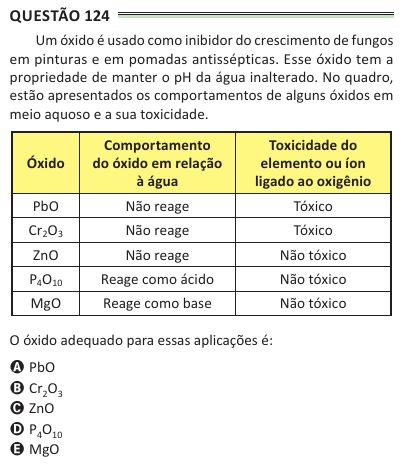 QUESTÃO 124
Um óxido é usado como inibidor do crescimento de fungos
em pinturas e em pomadas antissépticas. Esse óxido tem a
propriedade de manter o pH da água inalterado. No quadro,
estão apresentados os comportamentos de alguns óxidos em
meio aquoso e a sua toxicidade.
Óxido
Comportamento
do óxido em relação
à água
Toxicidade do
elemento ou íon
ligado ao oxigênio
PbO Não reage Tóxico
Cr₂O₃ Não reage Tóxico
ZnO Não reage Não tóxico
P₄O₁₀ Reage como ácido Não tóxico
MgO Reage como base Não tóxico
O óxido adequado para essas aplicações é:
A PbO
B Cr₂O₃
C ZnO
D P₄O₁₀
E MgO